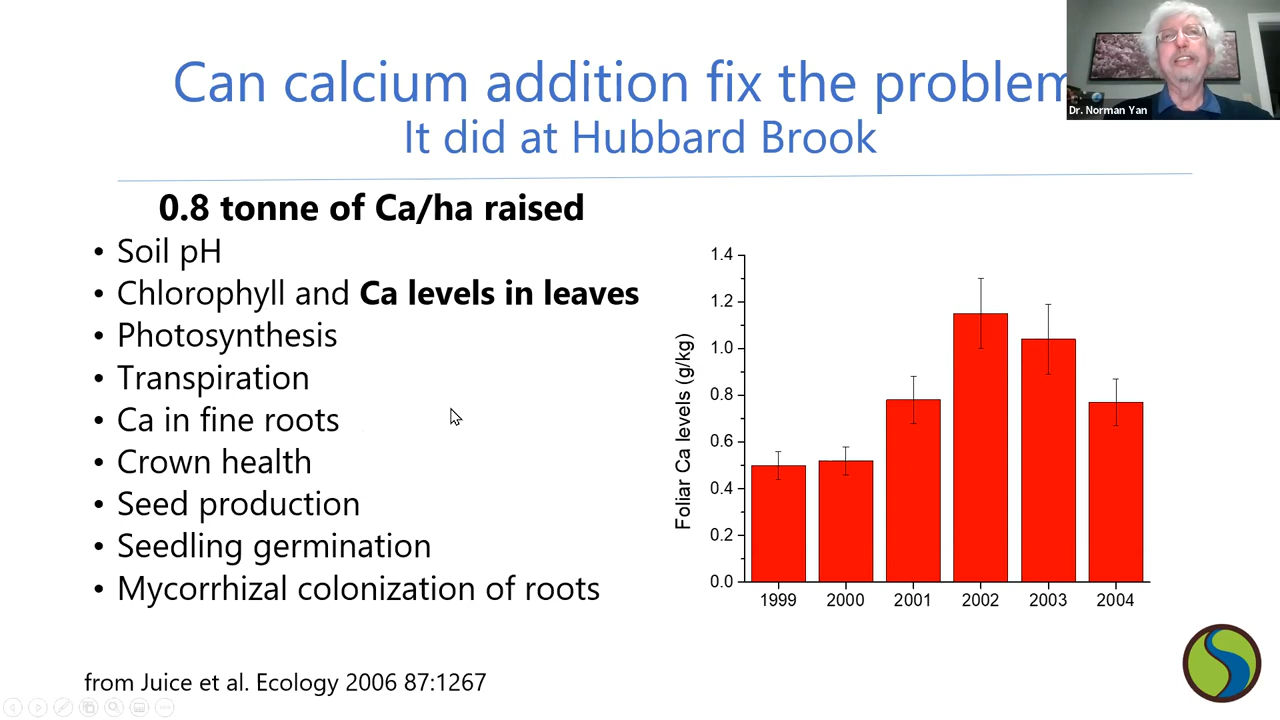 Can calcium addition fix the problem
It did at Hubbard Brook
Dr. Norman Yan
0.8 tonne of Ca/ha raised
• Soil pH
• Chlorophyll and Ca levels in leaves
• Photosynthesis
• Transpiration
• Ca in fine roots
• Crown health
• Seed production
• Seedling germination
• Mycorrhizal colonization of roots
Foliar Ca levels (g/kg)
1.4
1.2
1.0
0.8
0.6
0.4
0.2
0.0
1999 2000 2001 2002 2003 2004
from Juice et al. Ecology 2006 87:1267